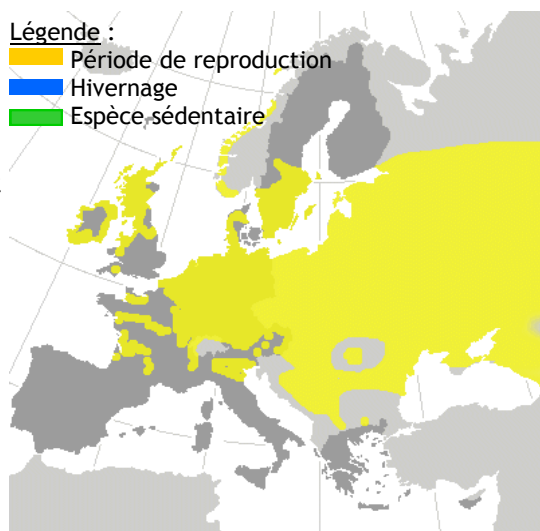 Légende :
Période de reproduction
Hivernage
Espèce sédentaire